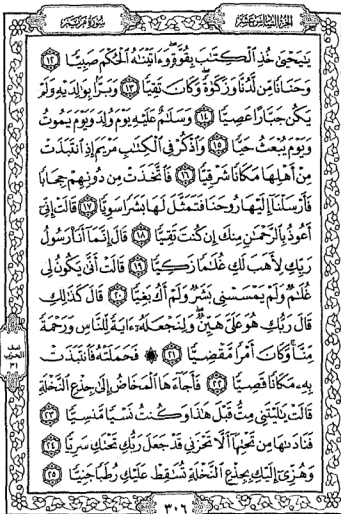 الجزء السادس عشر
سورة مريم
يَٰيَحْيَىٰ خُذِ ٱلْكِتَٰبَ بِقُوَّةٍ وَءَاتَيْنَٰهُ ٱلْحُكْمَ صَبِيًّا ١٢
وَحَنَانًا مِّن لَّدُنَّا وَزَكَوٰةً وَكَانَ تَقِيًّا ١٣ وَبَرًّا بِوَٰلِدَيْهِ وَلَمْ
يَكُن جَبَّارًا عَصِيًّا ١٤ وَسَلَٰمٌ عَلَيْهِ يَوْمَ وُلِدَ وَيَوْمَ يَمُوتُ
وَيَوْمَ يُبْعَثُ حَيًّا ١٥ وَٱذْكُرْ فِى ٱلْكِتَٰبِ مَرْيَمَ إِذِ ٱنتَبَذَتْ
مِنْ أَهْلِهَا مَكَانًا شَرْقِيًّا ١٦ فَٱتَّخَذَتْ مِن دُونِهِمْ حِجَابًا
فَأَرْسَلْنَآ إِلَيْهَا رُوحَنَا فَتَمَثَّلَ لَهَا بَشَرًا سَوِيًّا ١٧ قَالَتْ إِنِّىٓ
أَعُوذُ بِٱلرَّحْمَٰنِ مِنكَ إِن كُنتَ تَقِيًّا ١٨ قَالَ إِنَّمَآ أَنَا۠ رَسُولُ
رَبِّكِ لِأَهَبَ لَكِ غُلَٰمًا زَكِيًّا ١٩ قَالَتْ أَنَّىٰ يَكُونُ لِى
غُلَٰمٌ وَلَمْ يَمْسَسْنِى بَشَرٌ وَلَمْ أَكُ بَغِيًّا ٢٠ قَالَ كَذَٰلِكِ
قَالَ رَبُّكِ هُوَ عَلَىَّ هَيِّنٌ وَلِنَجْعَلَهُۥٓ ءَايَةً لِّلنَّاسِ وَرَحْمَةً
مِّنَّا وَكَانَ أَمْرًا مَّقْضِيًّا ٢١ ۞ فَحَمَلَتْهُ فَٱنتَبَذَتْ
بِهِۦ مَكَانًا قَصِيًّا ٢٢ فَأَجَآءَهَا ٱلْمَخَاضُ إِلَىٰ جِذْعِ ٱلنَّخْلَةِ
قَالَتْ يَٰلَيْتَنِى مِتُّ قَبْلَ هَٰذَا وَكُنتُ نَسْيًا مَّنسِيًّا ٢٣
فَنَادَىٰهَا مِن تَحْتِهَآ أَلَّا تَحْزَنِى قَدْ جَعَلَ رَبُّكِ تَحْتَكِ سَرِيًّا ٢٤
وَهُزِّىٓ إِلَيْكِ بِجِذْعِ ٱلنَّخْلَةِ تُسَٰقِطْ عَلَيْكِ رُطَبًا جَنِيًّا ٢٥
نصف
الحزب
٣١
٣٠٦